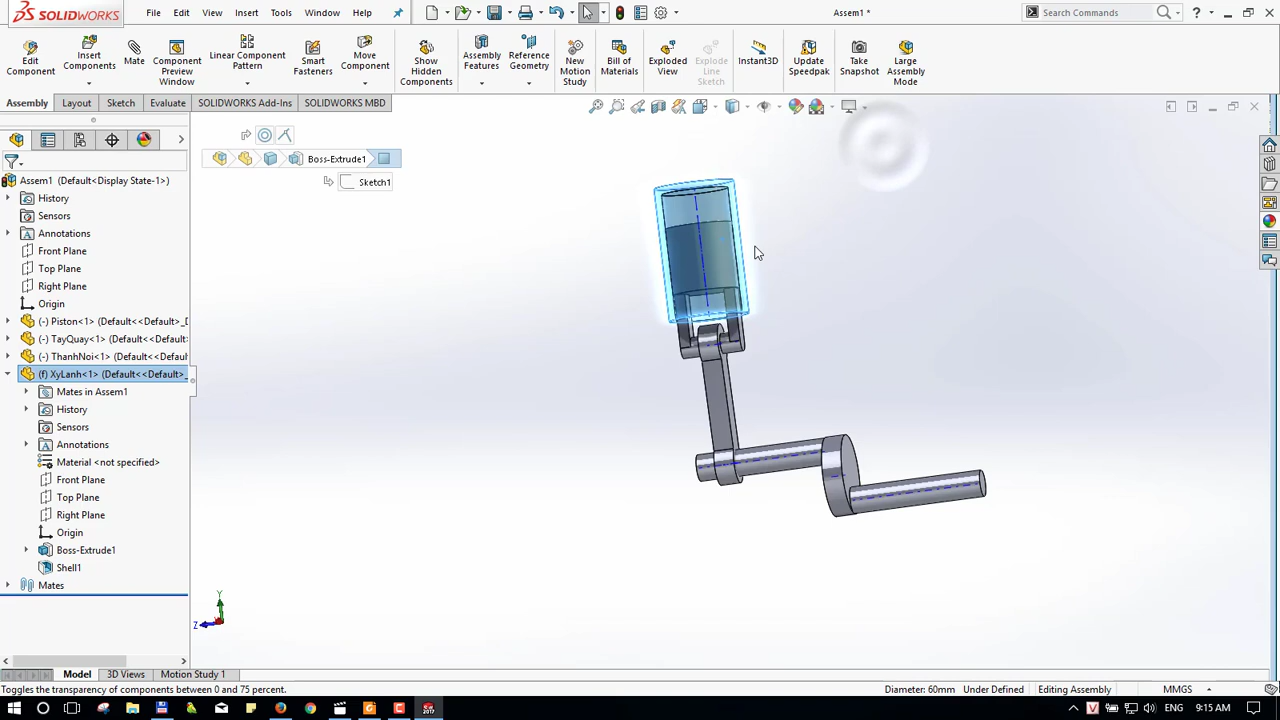 SOLIDWORKS
File Edit View Insert Tools Window Help
Assem1 *
Search Commands
Edit Component
Insert Components
Mate
Component Preview Window
Linear Component Pattern
Smart Fasteners
Move Component
Show Hidden Components
Assembly Features
Reference Geometry
New Motion Study
Bill of Materials
Exploded View
Explode Line Sketch
Instant3D
Update Speedpak
Take Snapshot
Large Assembly Mode
Assembly Layout Sketch Evaluate SOLIDWORKS Add-Ins SOLIDWORKS MBD
Boss-Extrude1
Sketch1
Assem1 (Default<Display State-1>)
History
Sensors
Annotations
Front Plane
Top Plane
Right Plane
Origin
(-) Piston<1> (Default<<Default>_D
(-) TayQuay<1> (Default<<Default>
(-) ThanhNoi<1> (Default<<Default
(f) XyLanh<1> (Default<<Default>_
Mates in Assem1
History
Sensors
Annotations
Material <not specified>
Front Plane
Top Plane
Right Plane
Origin
Boss-Extrude1
Shell1
Mates
Y
Z
Model 3D Views Motion Study 1
Toggles the transparency of components between 0 and 75 percent.
Diameter: 60mm Under Defined Editing Assembly MMGS
ENG 9:15 AM